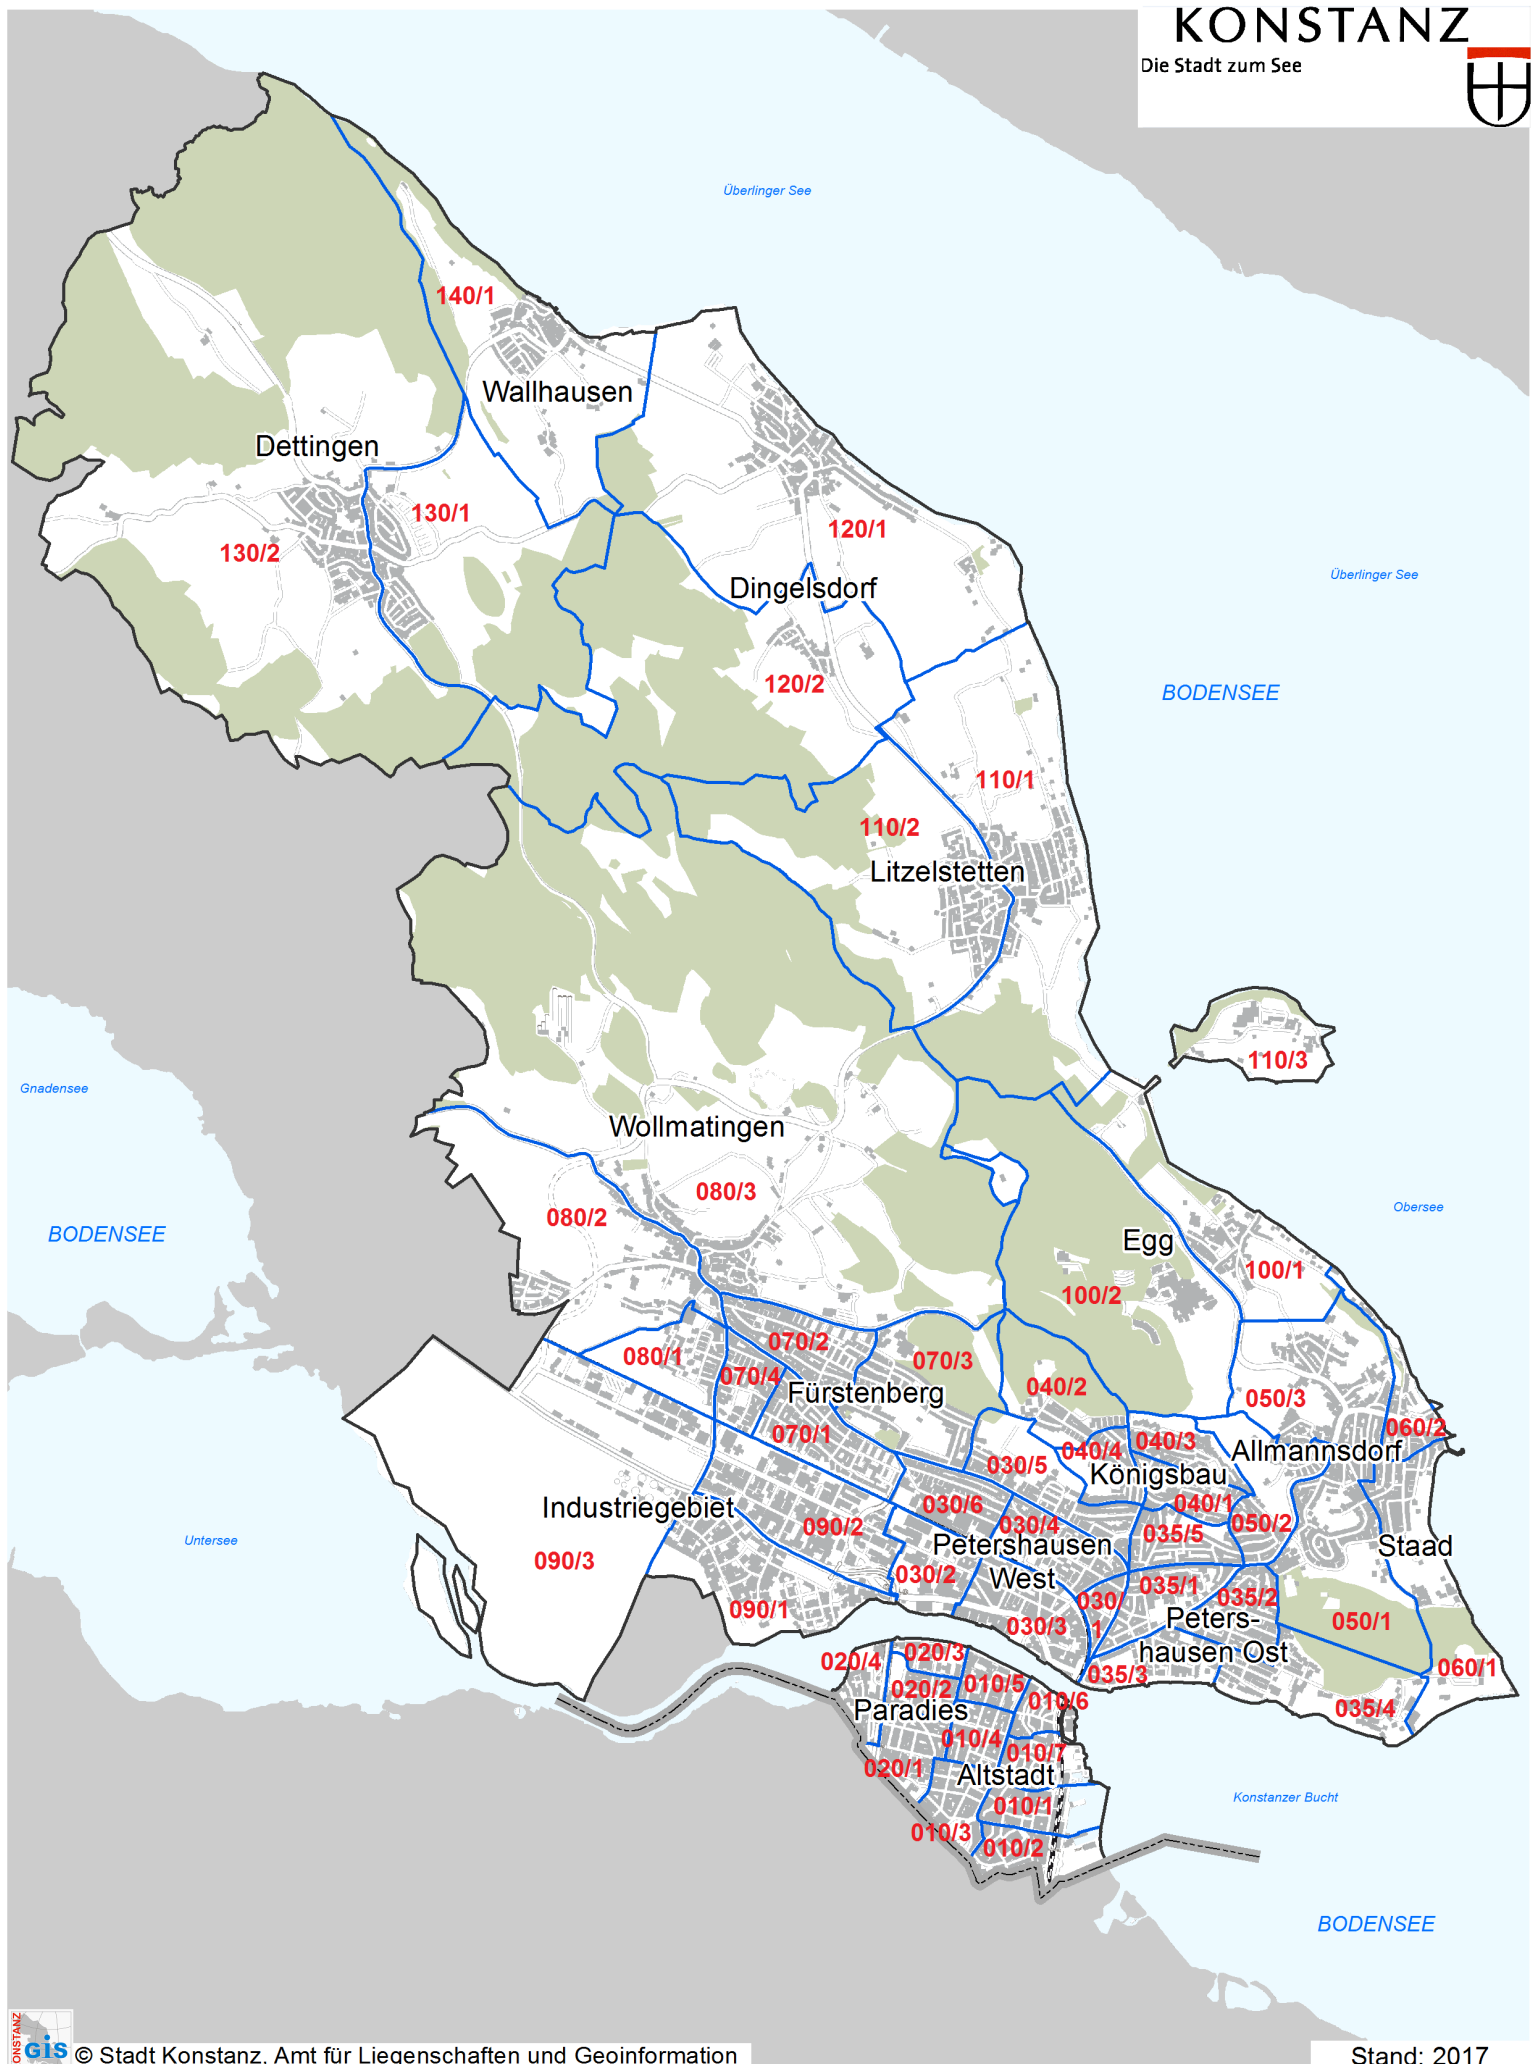 KONSTANZ
Die Stadt zum See
Überlinger See
140/1
Wallhausen
Dettingen
130/1
120/1
130/2
Überlinger See
Dingelsdorf
120/2
BODENSEE
110/1
110/2
Litzelstetten
110/3
Gnadensee
Wollmatingen
080/3
Obersee
080/2
BODENSEE
Egg
100/1
100/2
070/2
080/1
070/3
070/4
040/2
Fürstenberg
050/3
060/2
070/1
040/3
040/4
Allmannsdorf
030/5
Königsbau
030/6
040/1
Industriegebiet
090/2
030/4
050/2
035/5
Untersee
Petershausen
West
Staad
090/3
030/2
035/1
035/2
030/
1
090/1
030/3
Peters-
hausen Ost
050/1
020/4
020/3
035/3
060/1
020/2
010/5
010/6
Paradies
035/4
010/4
010/7
020/1
Altstadt
Konstanzer Bucht
010/1
010/3
010/2
BODENSEE
KONSTANZ
GIS
© Stadt Konstanz, Amt für Liegenschaften und Geoinformation
Stand: 2017